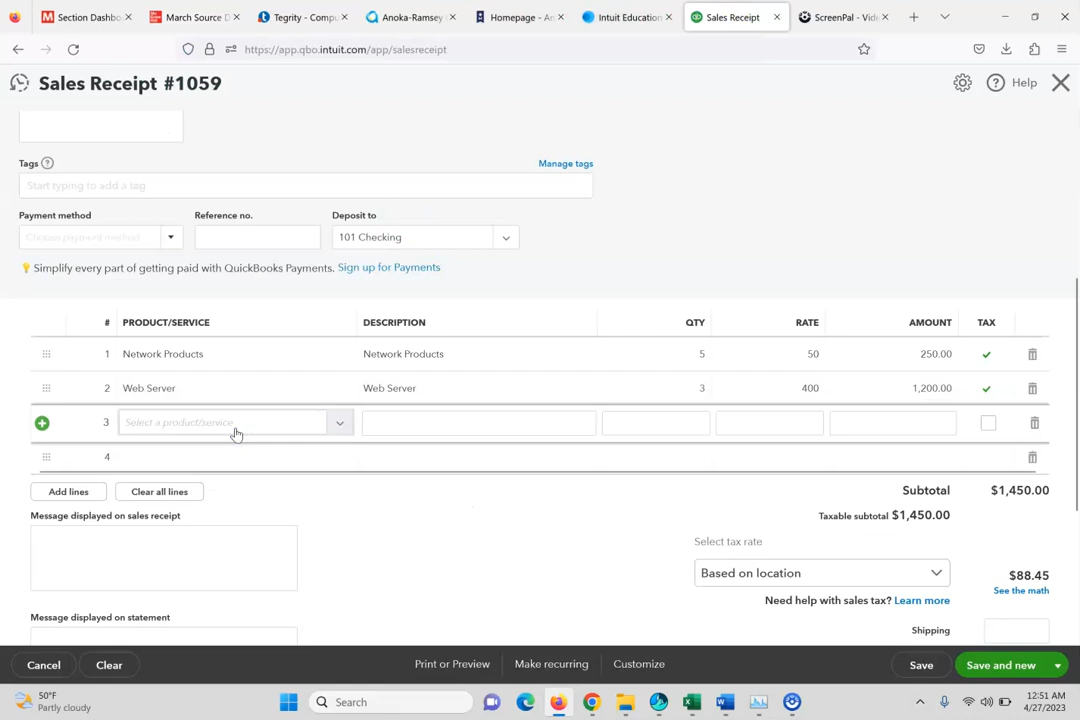 Section Dashbo
March Source D
Tegrity - Compu
Anoka-Ramsey
Homepage - An
Intuit Education
Sales Receipt
ScreenPal - Vide
https://app.qbo.intuit.com/app/salesreceipt
Sales Receipt #1059
Help
Tags
Manage tags
Start typing to add a tag
Payment method
Reference no.
Deposit to
Choose payment method
101 Checking
Simplify every part of getting paid with QuickBooks Payments. Sign up for Payments
# PRODUCT/SERVICE DESCRIPTION QTY RATE AMOUNT TAX
1 Network Products Network Products 5 50 250.00
2 Web Server Web Server 3 400 1,200.00
3 Select a product/service
4
Add lines
Clear all lines
Subtotal $1,450.00
Message displayed on sales receipt
Taxable subtotal $1,450.00
Select tax rate
Based on location
$88.45
See the math
Need help with sales tax? Learn more
Message displayed on statement
Shipping
Cancel
Clear
Print or Preview
Make recurring
Customize
Save
Save and new
50°F
Partly cloudy
Search
12:51 AM
4/27/2023